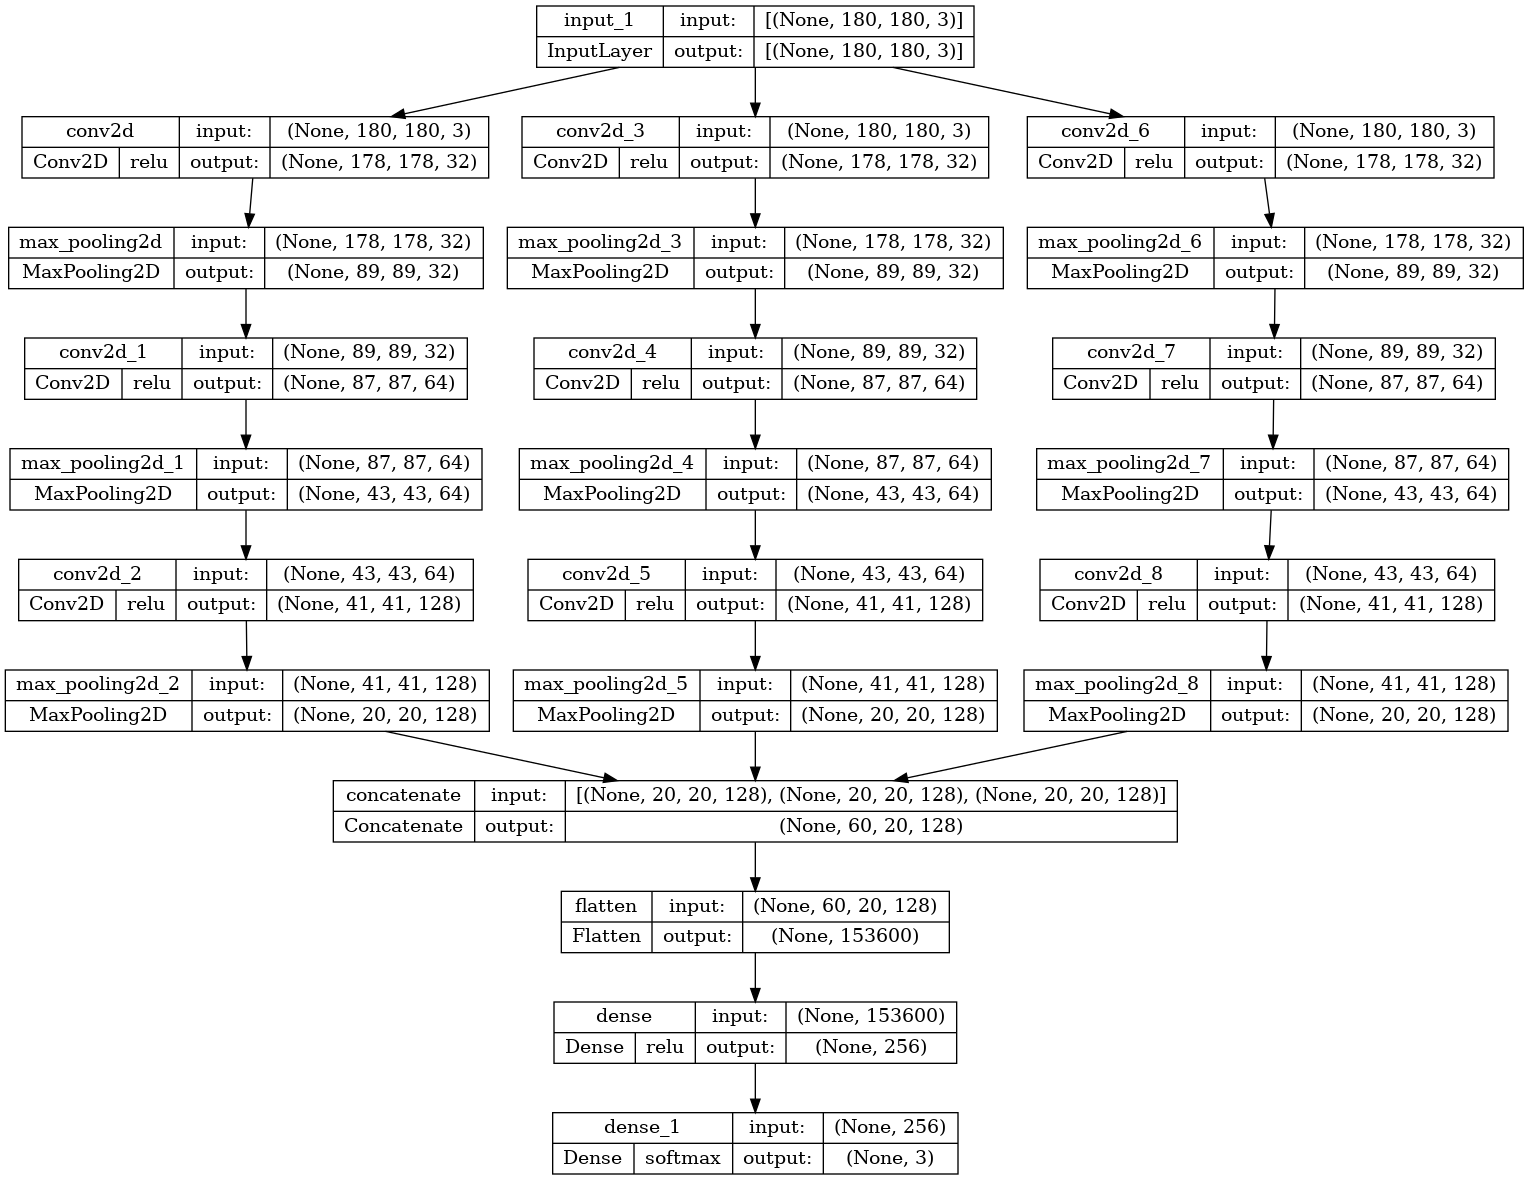 input_1 input: [(None, 180, 180, 3)]
InputLayer output: [(None, 180, 180, 3)]
conv2d input: (None, 180, 180, 3)
Conv2D relu output: (None, 178, 178, 32)
conv2d_3 input: (None, 180, 180, 3)
Conv2D relu output: (None, 178, 178, 32)
conv2d_6 input: (None, 180, 180, 3)
Conv2D relu output: (None, 178, 178, 32)
max_pooling2d input: (None, 178, 178, 32)
MaxPooling2D output: (None, 89, 89, 32)
max_pooling2d_3 input: (None, 178, 178, 32)
MaxPooling2D output: (None, 89, 89, 32)
max_pooling2d_6 input: (None, 178, 178, 32)
MaxPooling2D output: (None, 89, 89, 32)
conv2d_1 input: (None, 89, 89, 32)
Conv2D relu output: (None, 87, 87, 64)
conv2d_4 input: (None, 89, 89, 32)
Conv2D relu output: (None, 87, 87, 64)
conv2d_7 input: (None, 89, 89, 32)
Conv2D relu output: (None, 87, 87, 64)
max_pooling2d_1 input: (None, 87, 87, 64)
MaxPooling2D output: (None, 43, 43, 64)
max_pooling2d_4 input: (None, 87, 87, 64)
MaxPooling2D output: (None, 43, 43, 64)
max_pooling2d_7 input: (None, 87, 87, 64)
MaxPooling2D output: (None, 43, 43, 64)
conv2d_2 input: (None, 43, 43, 64)
Conv2D relu output: (None, 41, 41, 128)
conv2d_5 input: (None, 43, 43, 64)
Conv2D relu output: (None, 41, 41, 128)
conv2d_8 input: (None, 43, 43, 64)
Conv2D relu output: (None, 41, 41, 128)
max_pooling2d_2 input: (None, 41, 41, 128)
MaxPooling2D output: (None, 20, 20, 128)
max_pooling2d_5 input: (None, 41, 41, 128)
MaxPooling2D output: (None, 20, 20, 128)
max_pooling2d_8 input: (None, 41, 41, 128)
MaxPooling2D output: (None, 20, 20, 128)
concatenate input: [(None, 20, 20, 128), (None, 20, 20, 128), (None, 20, 20, 128)]
Concatenate output: (None, 60, 20, 128)
flatten input: (None, 60, 20, 128)
Flatten output: (None, 153600)
dense input: (None, 153600)
Dense relu output: (None, 256)
dense_1 input: (None, 256)
Dense softmax output: (None, 3)